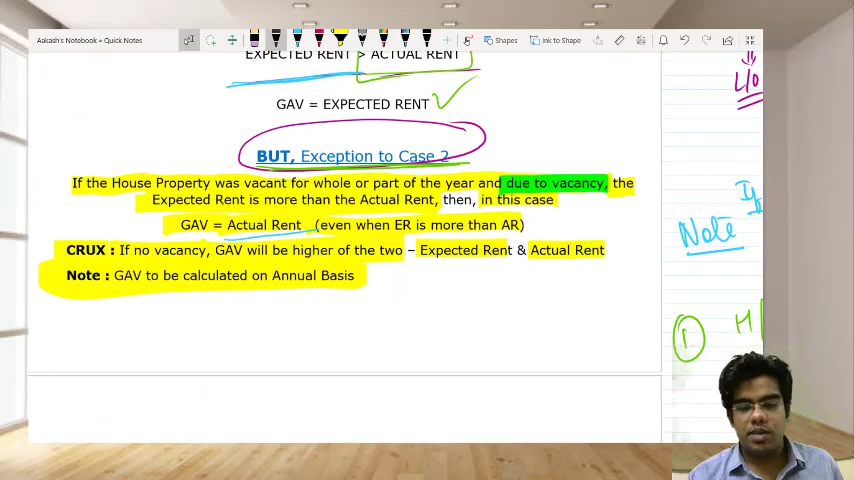 Aakash's Notebook = Quick Notes
Shapes
Ink to Shape
EXPECTED RENT > ACTUAL RENT
GAV = EXPECTED RENT
BUT, Exception to Case 2
If the House Property was vacant for whole or part of the year and due to vacancy, the
Expected Rent is more than the Actual Rent, then, in this case
GAV = Actual Rent (even when ER is more than AR)
CRUX : If no vacancy, GAV will be higher of the two – Expected Rent & Actual Rent
Note : GAV to be calculated on Annual Basis
If
Note
1